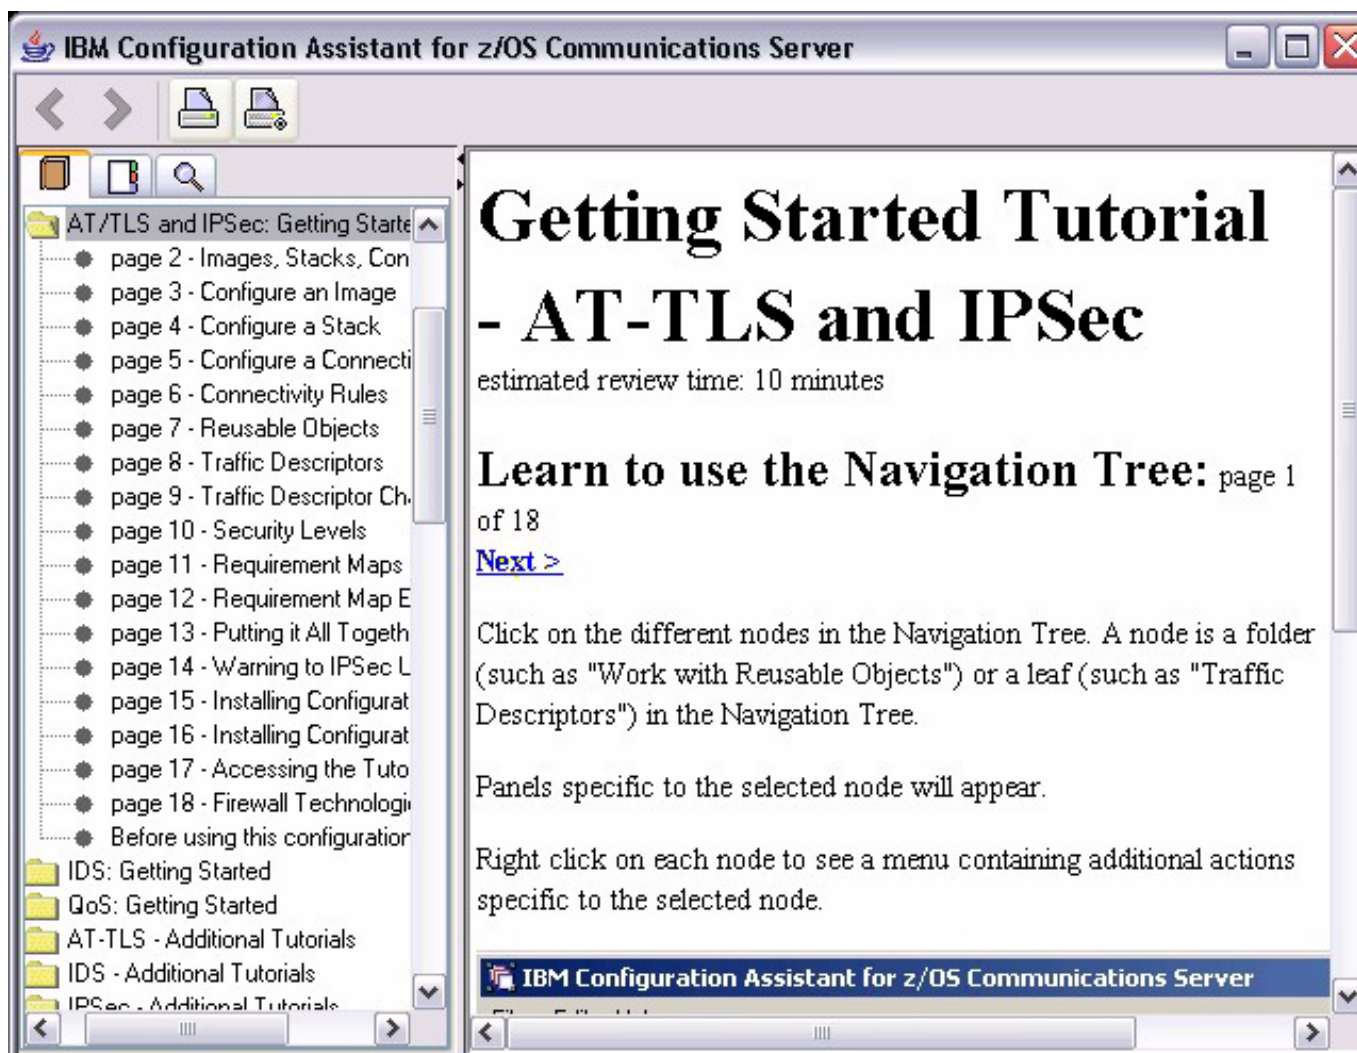 IBM Configuration Assistant for z/OS Communications Server
AT/TLS and IPSec: Getting Starte
page 2 - Images, Stacks, Con
page 3 - Configure an Image
page 4 - Configure a Stack
page 5 - Configure a Connecti
page 6 - Connectivity Rules
page 7 - Reusable Objects
page 8 - Traffic Descriptors
page 9 - Traffic Descriptor Ch
page 10 - Security Levels
page 11 - Requirement Maps
page 12 - Requirement Map E
page 13 - Putting it All Togeth
page 14 - Warning to IPSec L
page 15 - Installing Configurat
page 16 - Installing Configurat
page 17 - Accessing the Tuto
page 18 - Firewall Technologi
Before using this configuration
IDS: Getting Started
QoS: Getting Started
AT-TLS - Additional Tutorials
IDS - Additional Tutorials
IPSec - Additional Tutorials
Getting Started Tutorial
- AT-TLS and IPSec
estimated review time: 10 minutes
Learn to use the Navigation Tree: page 1
of 18
Next >
Click on the different nodes in the Navigation Tree. A node is a folder
(such as "Work with Reusable Objects") or a leaf (such as "Traffic
Descriptors") in the Navigation Tree.
Panels specific to the selected node will appear.
Right click on each node to see a menu containing additional actions
specific to the selected node.
IBM Configuration Assistant for z/OS Communications Server